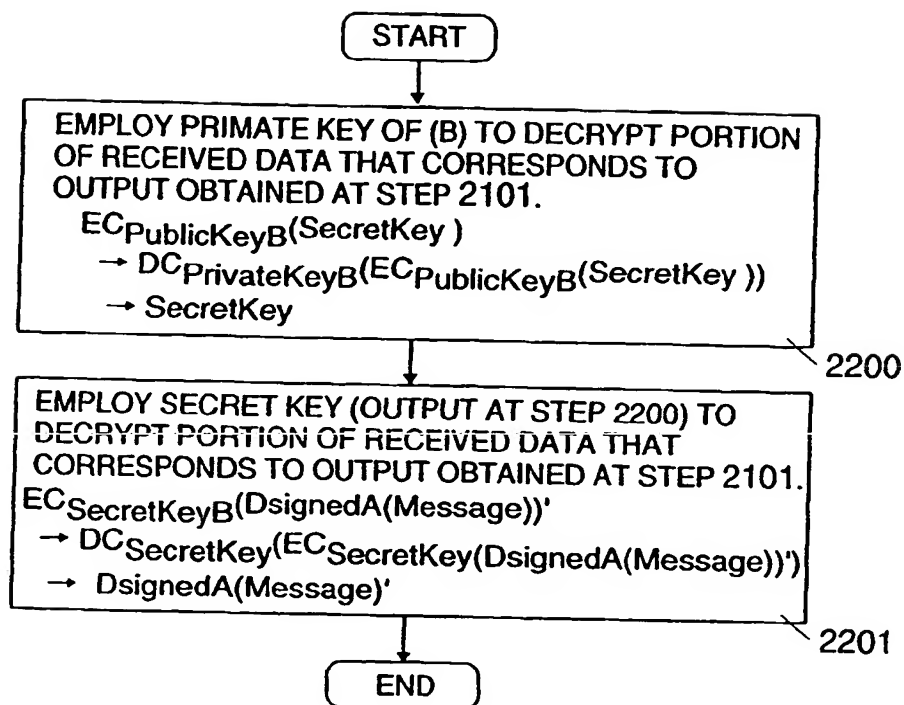 START
EMPLOY PRIMATE KEY OF (B) TO DECRYPT PORTION
OF RECEIVED DATA THAT CORRESPONDS TO
OUTPUT OBTAINED AT STEP 2101.
ECPublicKeyB(SecretKey )
→ DCPrivateKeyB(ECPublicKeyB(SecretKey ))
→ SecretKey
2200
EMPLOY SECRET KEY (OUTPUT AT STEP 2200) TO
DECRYPT PORTION OF RECEIVED DATA THAT
CORRESPONDS TO OUTPUT OBTAINED AT STEP 2101.
ECSecretKeyB(DsignedA(Message))'
→ DCSecretKey(ECSecretKey(DsignedA(Message))')
→ DsignedA(Message)'
2201
END